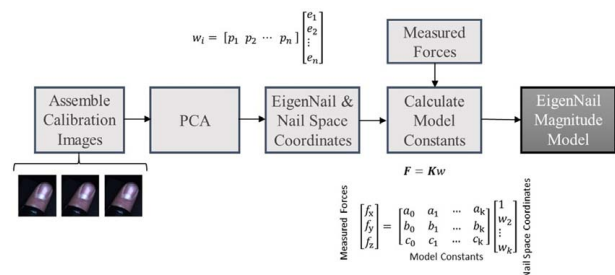 w_i = [p_1 p_2 ⋯ p_n] [e_1 e_2 ⋮ e_n]
Measured
Forces
Assemble
Calibration
Images
PCA
EigenNail &
Nail Space
Coordinates
Calculate
Model
Constants
EigenNail
Magnitude
Model
F = Kw
Measured Forces
[f_x f_y f_z] = [a_0 a_1 … a_k b_0 b_1 … b_k c_0 c_1 … c_k] [1 w_2 ⋮ w_k]
Model Constants
Nail Space Coordinates